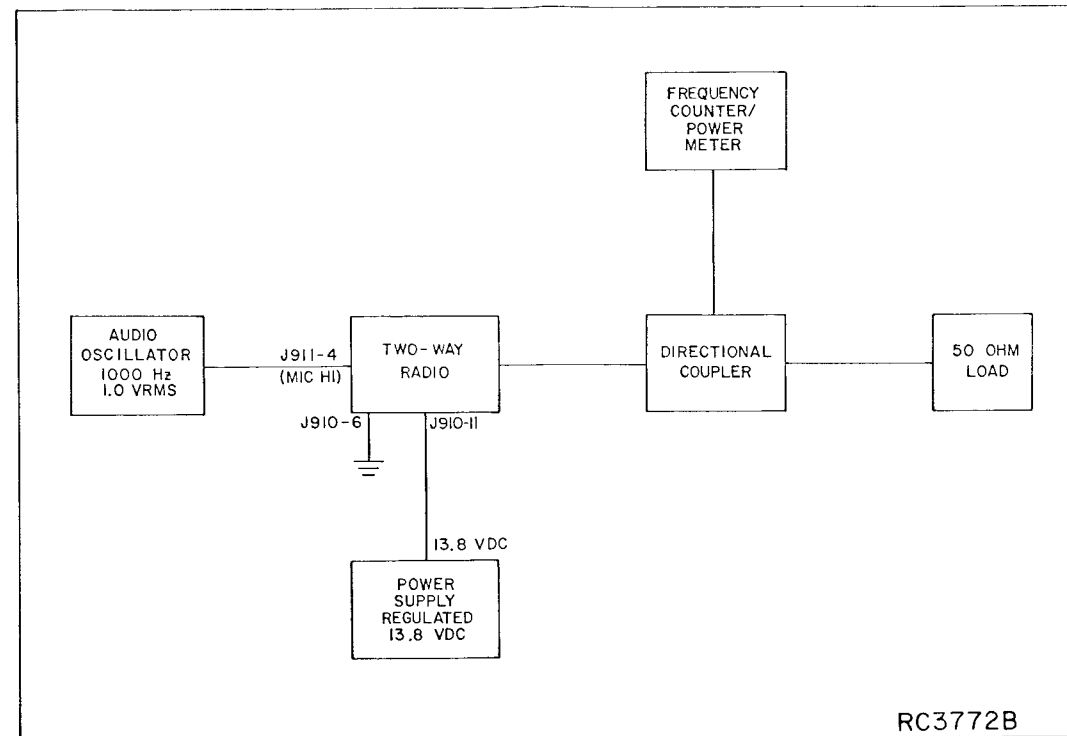 FREQUENCY
COUNTER/
POWER
METER
AUDIO
OSCILLATOR
1000 Hz
1.0 VRMS
J911-4
(MIC HI)
TWO-WAY
RADIO
DIRECTIONAL
COUPLER
50 OHM
LOAD
J910-6
J910-11
13.8 VDC
POWER
SUPPLY
REGULATED
13.8 VDC
RC3772B